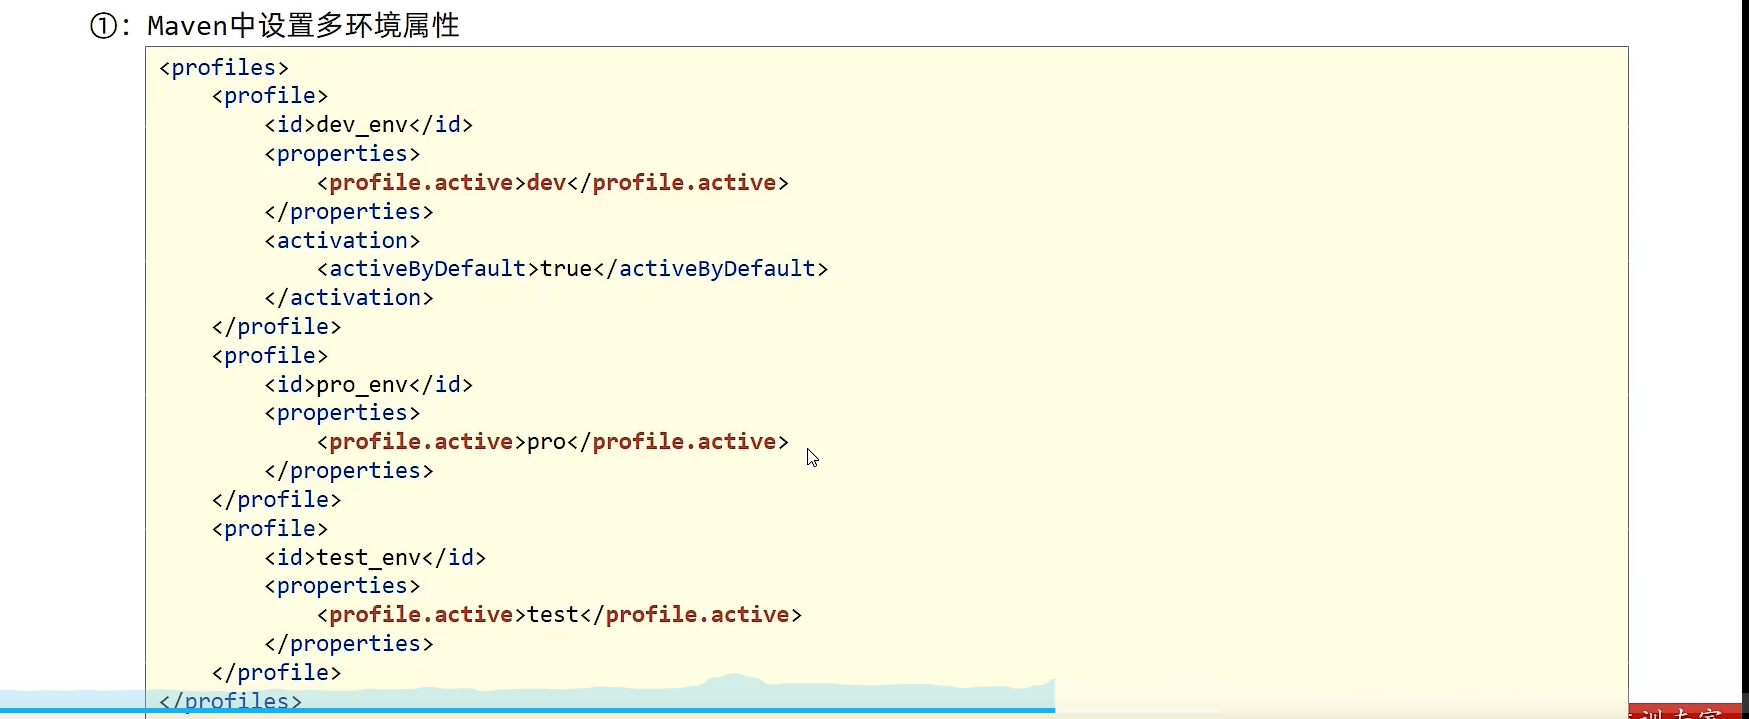 ①：Maven中设置多环境属性
<profiles>
    <profile>
        <id>dev_env</id>
        <properties>
            <profile.active>dev</profile.active>
        </properties>
        <activation>
            <activeByDefault>true</activeByDefault>
        </activation>
    </profile>
    <profile>
        <id>pro_env</id>
        <properties>
            <profile.active>pro</profile.active>
        </properties>
    </profile>
    <profile>
        <id>test_env</id>
        <properties>
            <profile.active>test</profile.active>
        </properties>
    </profile>
</profiles>